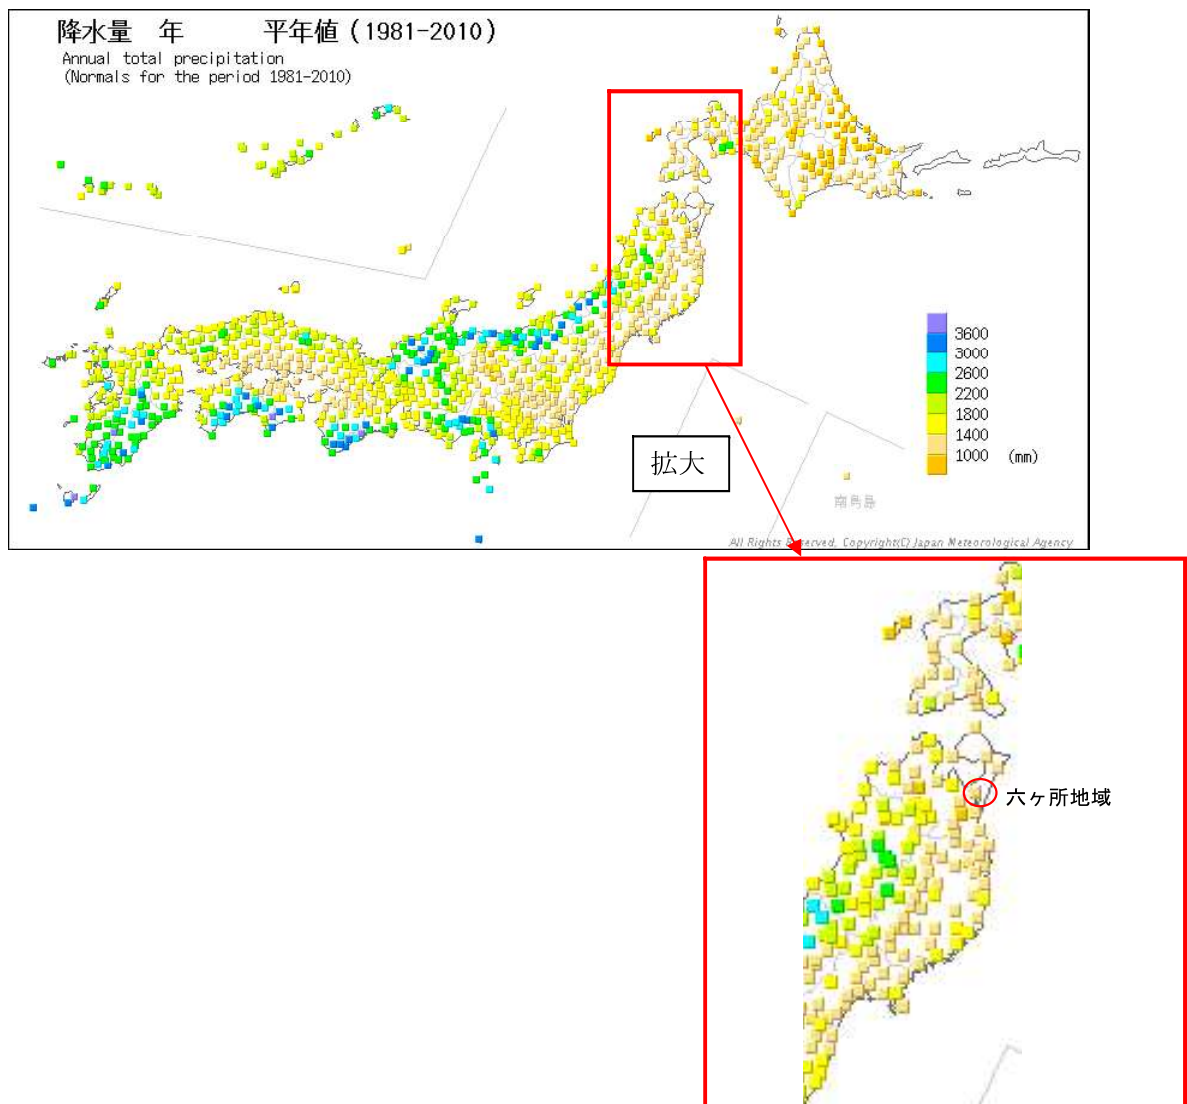 降水量 年 平年値（1981-2010）
Annual total precipitation
(Normals for the period 1981-2010)
3600
3000
2600
2200
1800
1400
1000 (mm)
拡大
南鳥島
All Rights Reserved, Copyright(C) Japan Meteorological Agency
六ヶ所地域